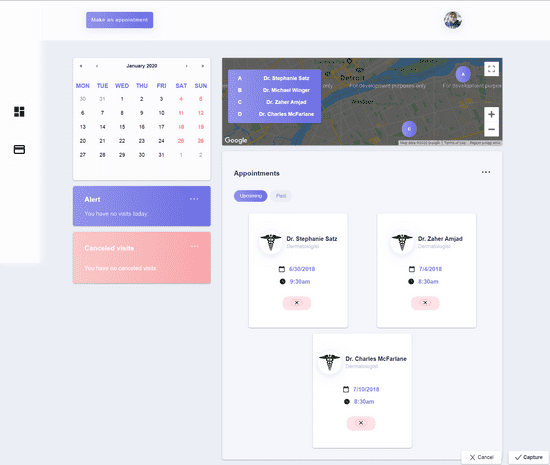 Make an appointment
« ‹ January 2020 › »
MON TUE WED THU FRI SAT SUN
30 31 1 2 3 4 5
6 7 8 9 10 11 12
13 14 15 16 17 18 19
20 21 22 23 24 25 26
27 28 29 30 31 1 2
Alert
You have no visits today.
Canceled visite
You have no canceled visits
A Dr. Stephanie Satz
B Dr. Michael Winger
C Dr. Zaher Amjad
D Dr. Charles McFarlane
Detroit
Windsor
For development purposes only
A
Google
Map data ©2020 Google
Terms of Use
Report a map error
Appointments
Upcoming
Past
Dr. Stephanie Satz
Dermatologist
6/30/2018
9:30am
Dr. Zaher Amjad
Dermatologist
7/4/2018
8:30am
Dr. Charles McFarlane
Dermatologist
7/10/2018
8:30am
Cancel
Capture